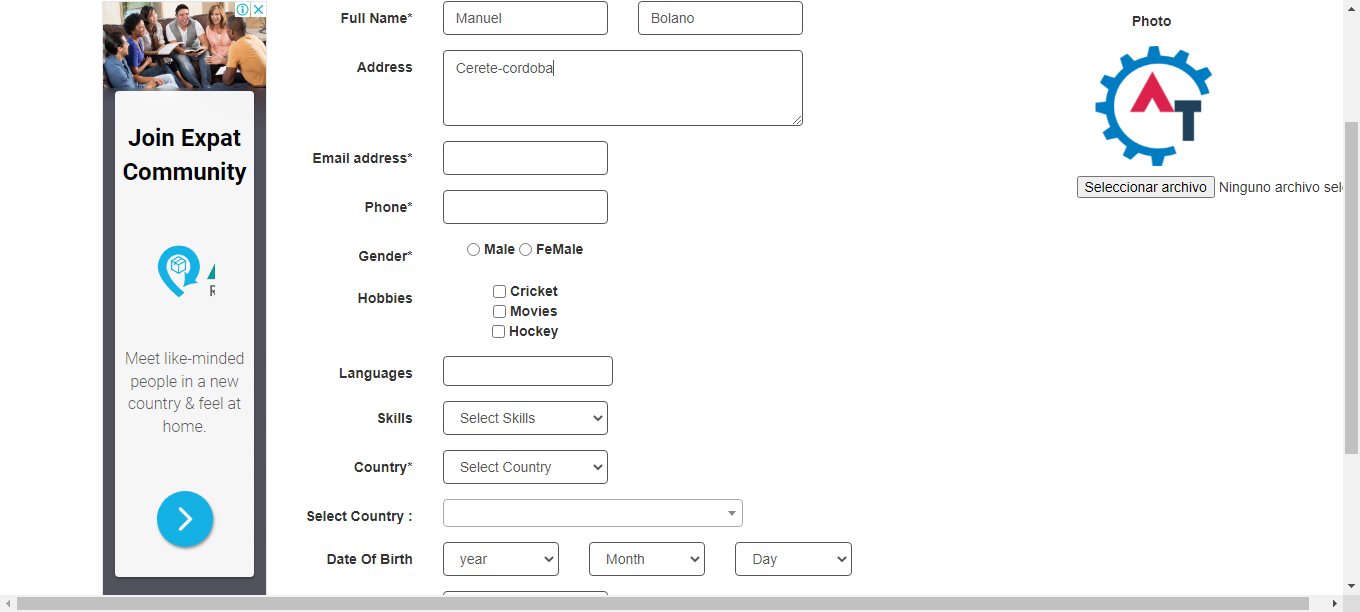 Join Expat
Community
R
Meet like-minded
people in a new
country & feel at
home.
Full Name* Manuel Bolano
Address Cerete-cordoba
Email address*
Phone*
Gender* Male FeMale
Hobbies Cricket
Movies
Hockey
Languages
Skills Select Skills
Country* Select Country
Select Country :
Date Of Birth year Month Day
Photo
AT
Seleccionar archivo Ninguno archivo sel